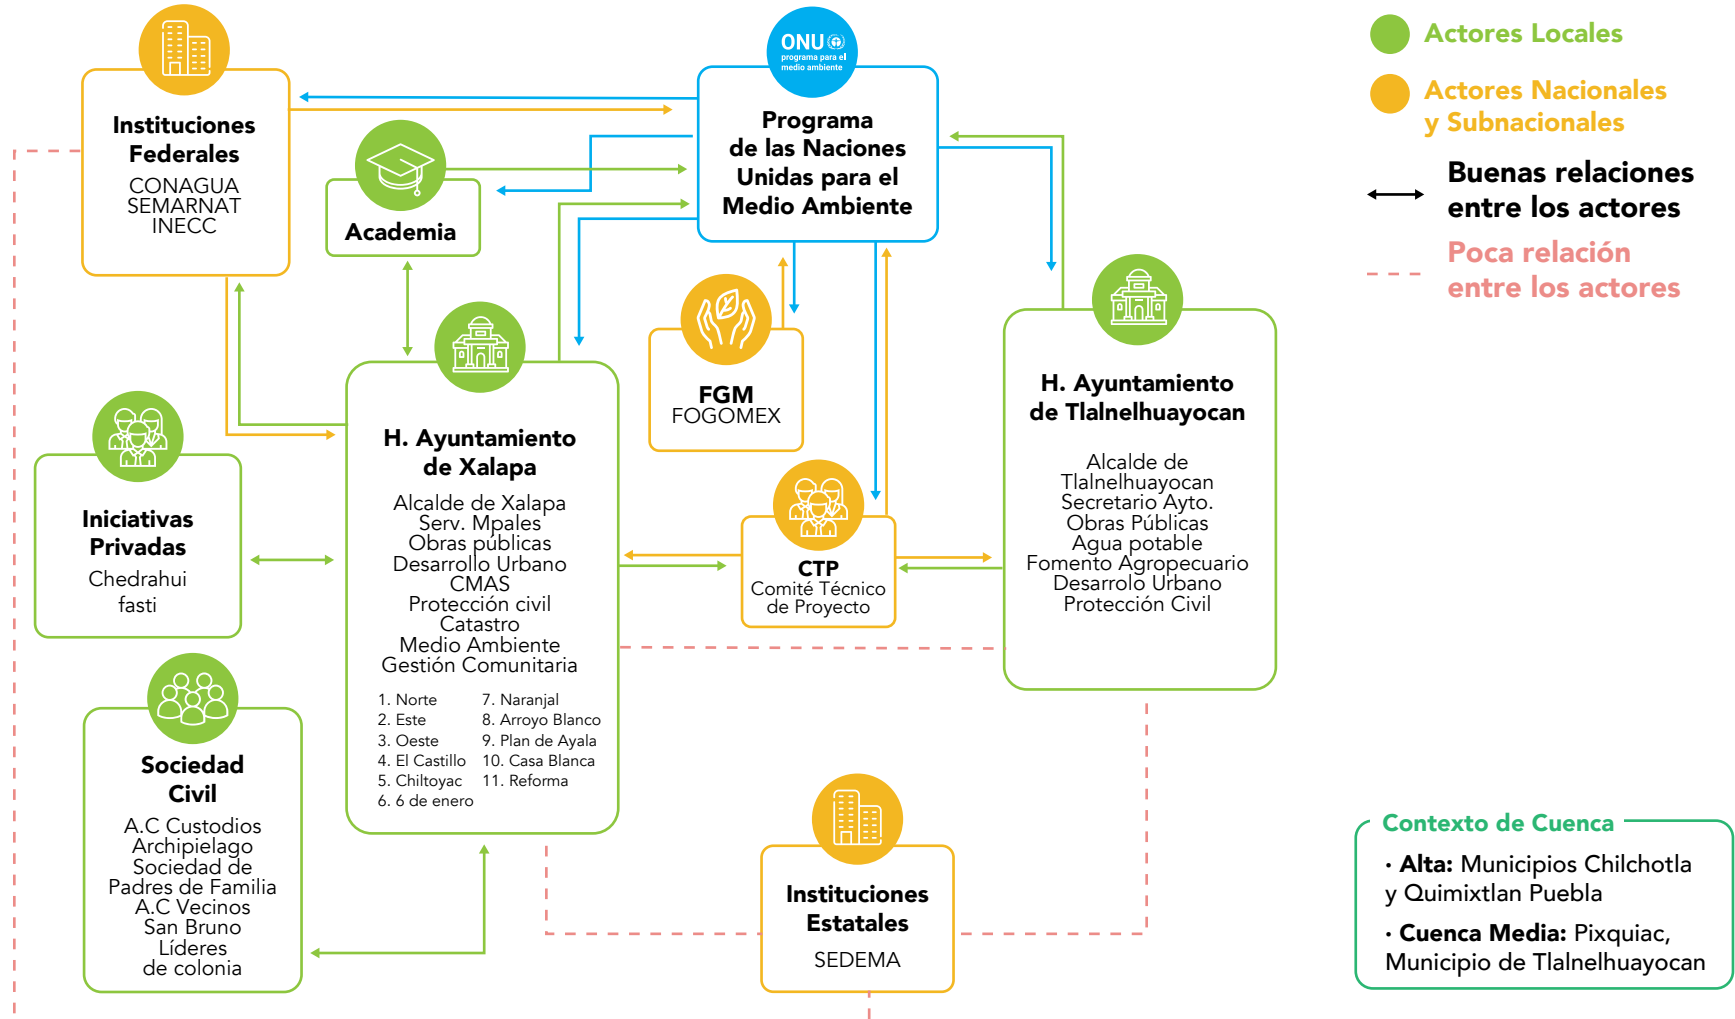 Instituciones
Federales
CONAGUA
SEMARNAT
INECC
Academia
ONU
programa para el
medio ambiente
Programa
de las Naciones
Unidas para el
Medio Ambiente
Actores Locales
Actores Nacionales
y Subnacionales
Buenas relaciones
entre los actores
Poca relación
entre los actores
FGM
FOGOMEX
H. Ayuntamiento
de Tlalnelhuayocan
Alcalde de
Tlalnelhuayocan
Secretario Ayto.
Obras Públicas
Agua potable
Fomento Agropecuario
Desarrolo Urbano
Protección Civil
H. Ayuntamiento
de Xalapa
Alcalde de Xalapa
Serv. Mpales
Obras públicas
Desarrollo Urbano
CMAS
Protección civil
Catastro
Medio Ambiente
Gestión Comunitaria
1. Norte
2. Este
3. Oeste
4. El Castillo
5. Chiltoyac
6. 6 de enero
7. Naranjal
8. Arroyo Blanco
9. Plan de Ayala
10. Casa Blanca
11. Reforma
Iniciativas
Privadas
Chedrahui
fasti
CTP
Comité Técnico
de Proyecto
Sociedad
Civil
A.C Custodios
Archipielago
Sociedad de
Padres de Familia
A.C Vecinos
San Bruno
Líderes
de colonia
Instituciones
Estatales
SEDEMA
Contexto de Cuenca
· Alta: Municipios Chilchotla
y Quimixtlan Puebla
· Cuenca Media: Pixquiac,
Municipio de Tlalnelhuayocan